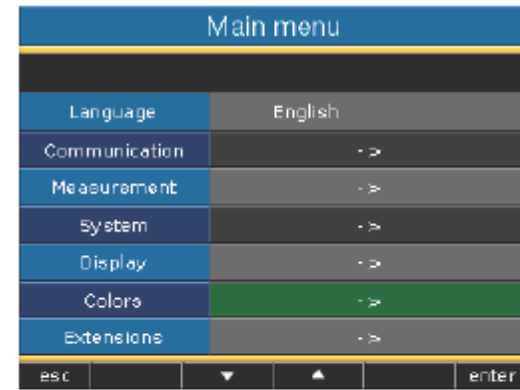 Main menu
Language English
Communication ->
Measurement ->
System ->
Display ->
Colors ->
Extensions ->
esc ▼ ▲ enter